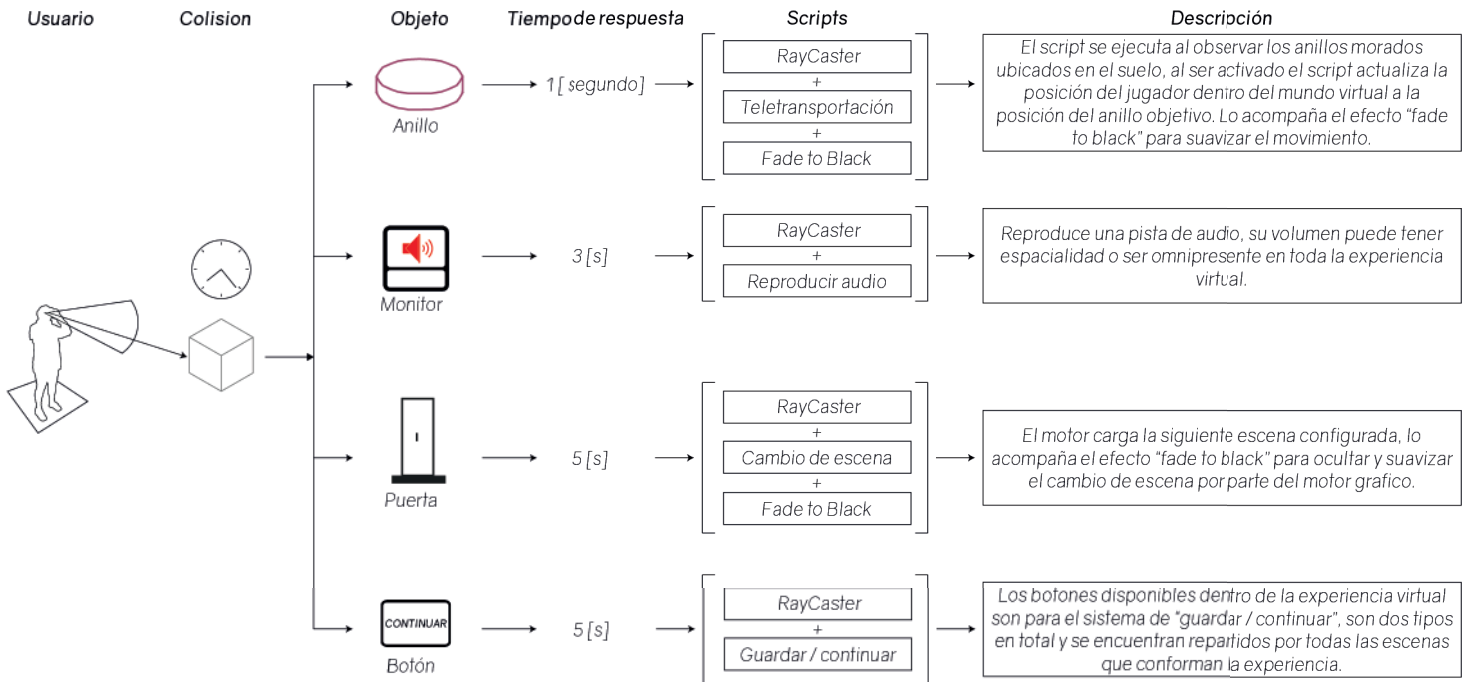 Usuario
Colision
Objeto
Tiempo de respuesta
Scripts
Descripción
Anillo
1 [ segundo]
RayCaster
+
Teletransportación
+
Fade to Black
El script se ejecuta al observar los anillos morados
ubicados en el suelo, al ser activado el script actualiza la
posición del jugador dentro del mundo virtual a la
posición del anillo objetivo. Lo acompaña el efecto “fade
to black” para suavizar el movimiento.
Monitor
3 [s]
RayCaster
+
Reproducir audio
Reproduce una pista de audio, su volumen puede tener
espacialidad o ser omnipresente en toda la experiencia
virtual.
Puerta
5 [s]
RayCaster
+
Cambio de escena
+
Fade to Black
El motor carga la siguiente escena configurada, lo
acompaña el efecto “fade to black” para ocultar y suavizar
el cambio de escena por parte del motor grafico.
CONTINUAR
Botón
5 [s]
RayCaster
+
Guardar / continuar
Los botones disponibles dentro de la experiencia virtual
son para el sistema de “guardar / continuar”, son dos tipos
en total y se encuentran repartidos por todas las escenas
que conforman la experiencia.